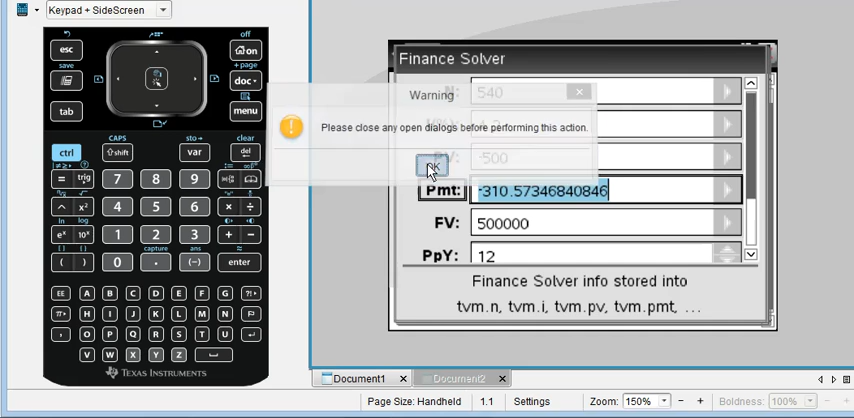 Keypad + SideScreen
esc
off
on
save
+ page
doc
tab
menu
ctrl
CAPS
shift
sto →
var
clear
del
= trig 7 8 9
^ x² 4 5 6 × ÷
In log
eˣ 10ˣ 1 2 3 + −
capture ans
( ) 0 . (−) enter
EE A B C D E F G ?!
π H I J K L M N
, O P Q R S T U
V W X Y Z
TEXAS INSTRUMENTS
Finance Solver
N: 540
-500
Pmt: -310.57346840846
FV: 500000
PpY: 12
Finance Solver info stored into
tvm.n, tvm.i, tvm.pv, tvm.pmt, ...
Warning
Please close any open dialogs before performing this action.
OK
Document1
Document2
Page Size: Handheld
1.1
Settings
Zoom: 150%
Boldness: 100%